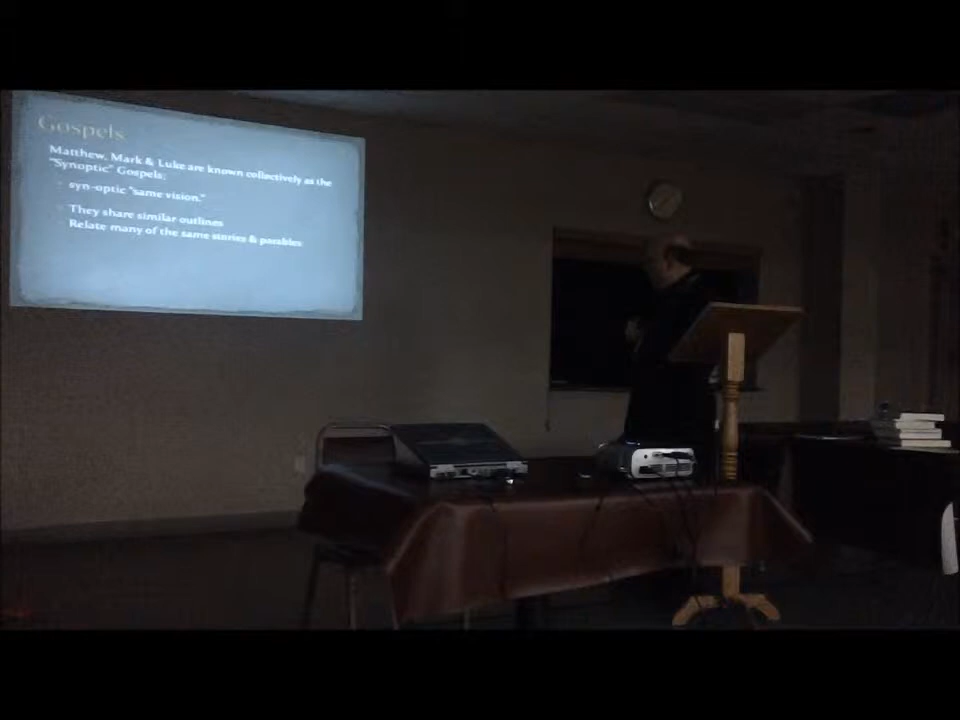 Gospels
Matthew, Mark & Luke are known collectively as the
"Synoptic" Gospels:
syn-optic "same vision."
They share similar outlines
Relate many of the same stories & parables